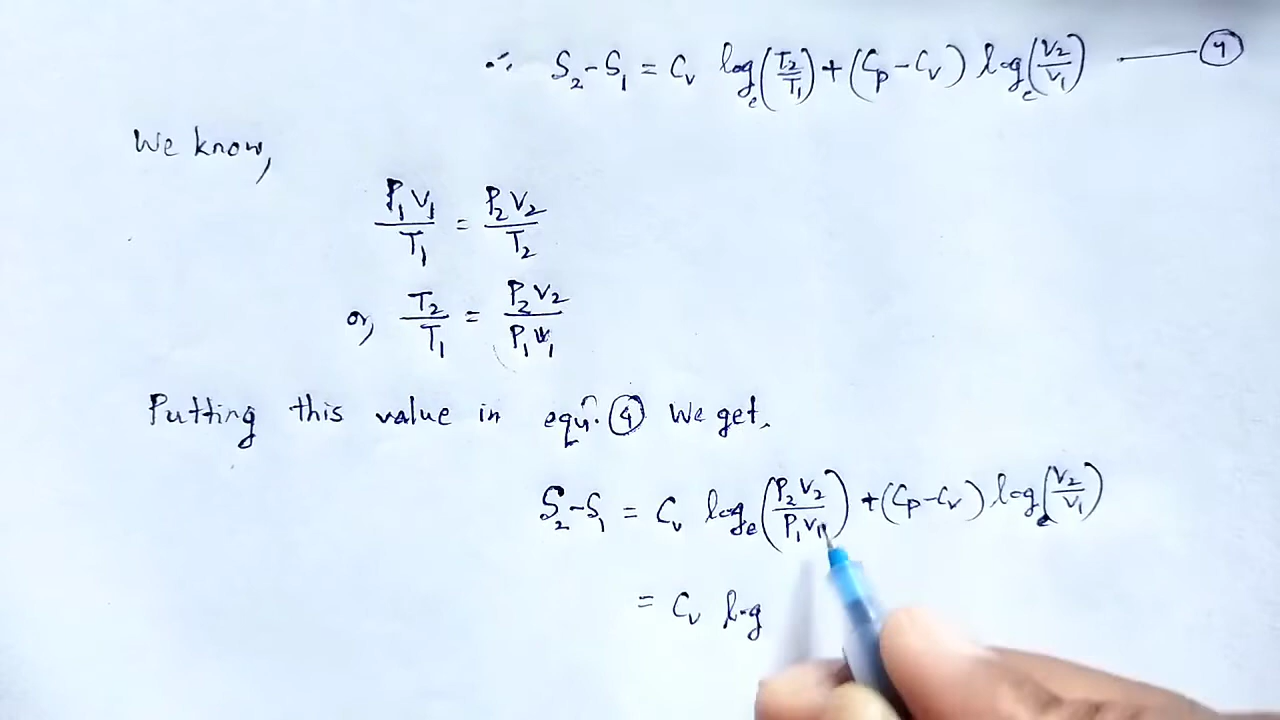 ∴ S₂-S₁ = Cᵥ logₑ(T₂/T₁) + (Cₚ-Cᵥ) logₑ(V₂/V₁) —— ④
We know,
P₁V₁/T₁ = P₂V₂/T₂
or, T₂/T₁ = P₂V₂/P₁V₁
Putting this value in equn. ④ We get,
S₂-S₁ = Cᵥ logₑ(P₂V₂/P₁V₁) + (Cₚ-Cᵥ) logₑ(V₂/V₁)
= Cᵥ log